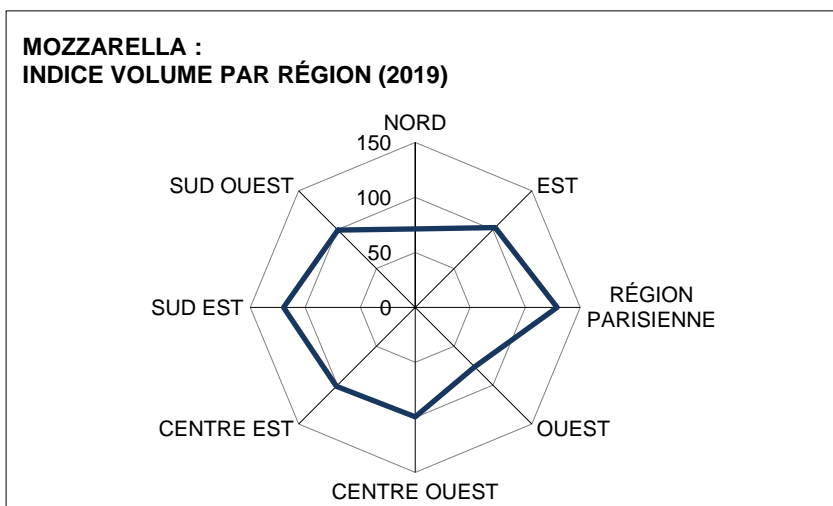 MOZZARELLA :
INDICE VOLUME PAR RÉGION (2019)
NORD
150
SUD OUEST
EST
100
50
SUD EST
0
RÉGION
PARISIENNE
CENTRE EST
OUEST
CENTRE OUEST